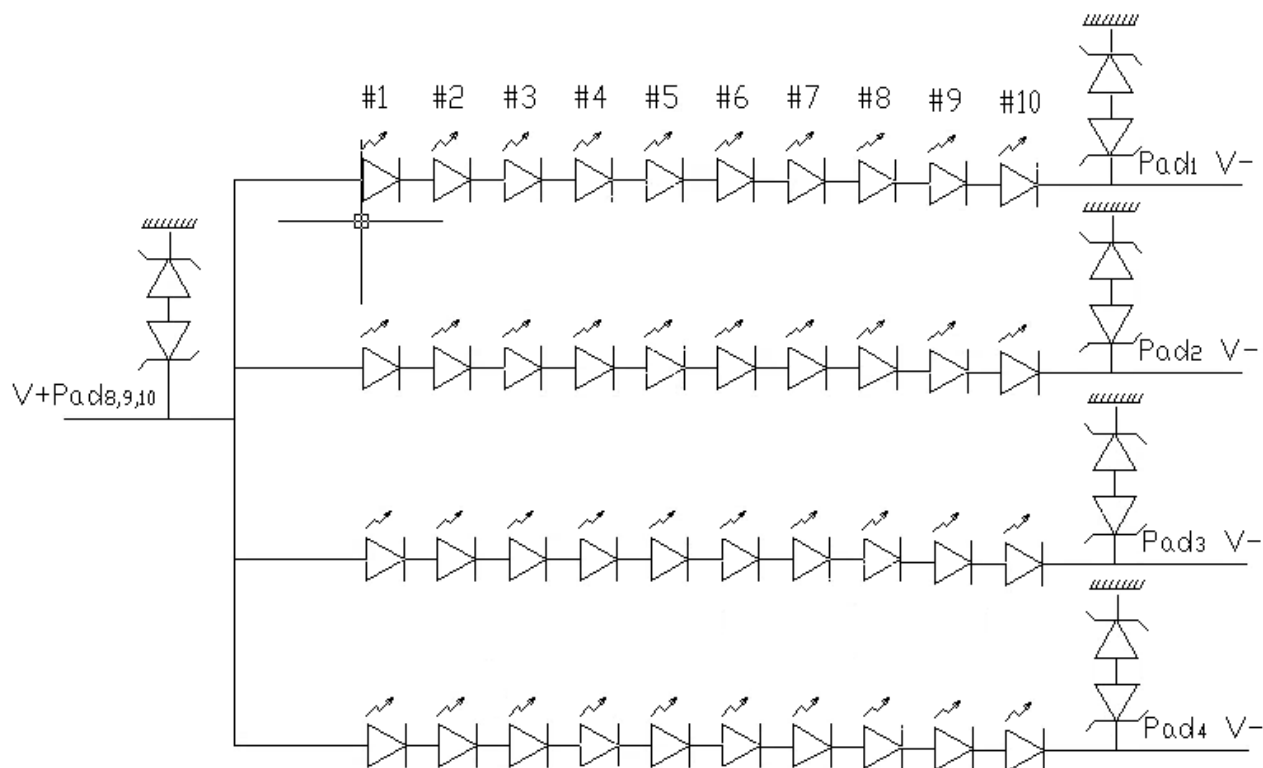 #1 #2 #3 #4 #5 #6 #7 #8 #9 #10
Pad1 V-
Pad2 V-
V+Pad8,9,10
Pad3 V-
Pad4 V-